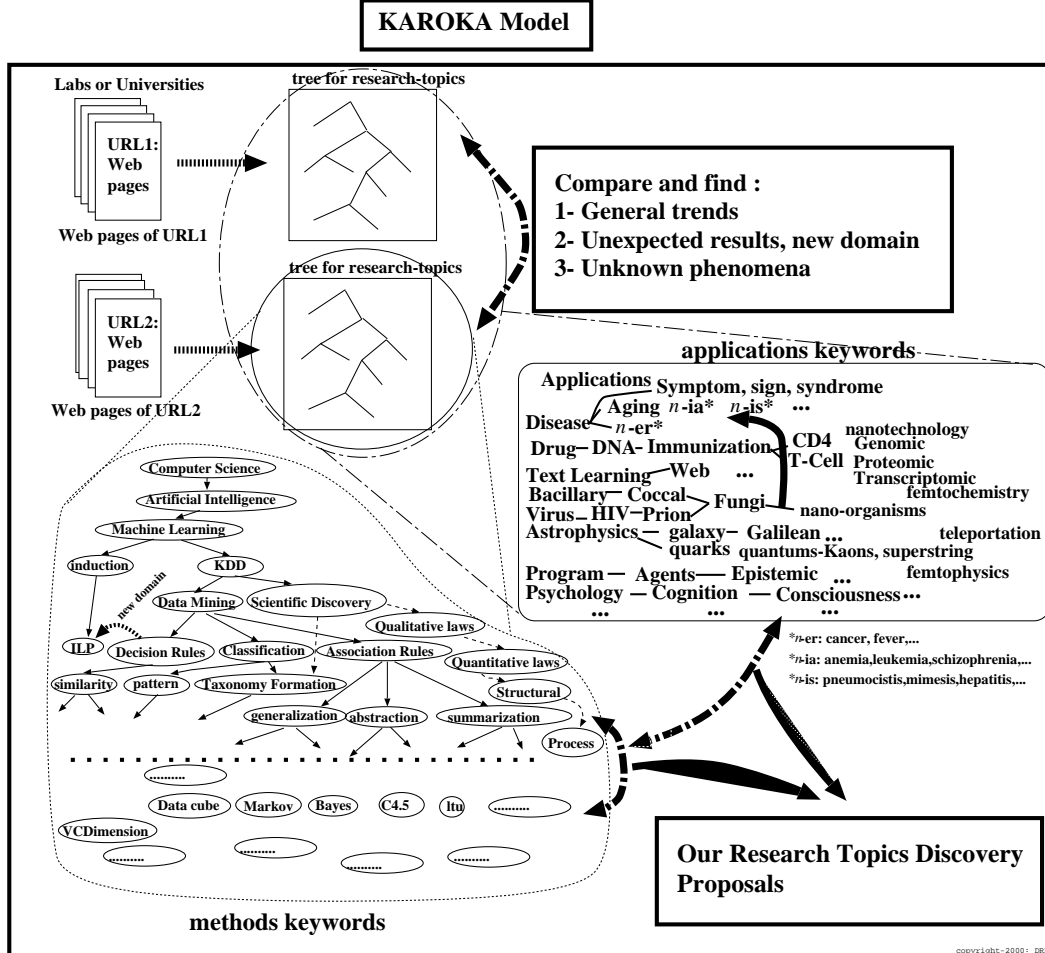 KAROKA Model
Labs or Universities
tree for research-topics
URL1:
Web
pages
Web pages of URL1
Compare and find :
1- General trends
2- Unexpected results, new domain
3- Unknown phenomena
tree for research-topics
URL2:
Web
pages
Web pages of URL2
applications keywords
Applications
Symptom, sign, syndrome
Aging n-ia* n-is* ...
Disease
n-er*
nanotechnology
Drug DNA Immunization CD4 Genomic
T-Cell Proteomic
Text Learning Web ...
Transcriptomic
Bacillary Coccal Fungi femtochemistry
Virus HIV Prion nano-organisms
Astrophysics galaxy Galilean ... teleportation
quarks quantums-Kaons, superstring
Program Agents Epistemic ... femtophysics
Psychology Cognition Consciousness ...
... ... ...
*n-er: cancer, fever,...
*n-ia: anemia,leukemia,schizophrenia,...
*n-is: pneumocistis,mimesis,hepatitis,...
Computer Science
Artificial Intelligence
Machine Learning
induction KDD
new domain
Data Mining Scientific Discovery
Qualitative laws
ILP Decision Rules Classification Association Rules
Quantitative laws
similarity pattern Taxonomy Formation
Structural
generalization abstraction summarization
Process
..........
Data cube Markov Bayes C4.5 ltu ..........
VCDimension
.......... .......... .......... ..........
methods keywords
Our Research Topics Discovery
Proposals
copyright-2000: DR